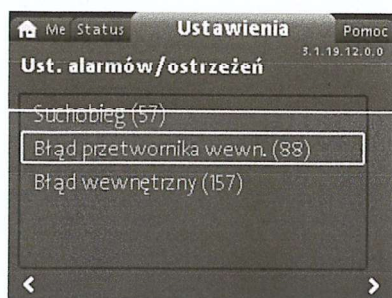 Me Status Ustawienia Pomoc
3.1.19.12.0.0
Ust. alarmów/ostrzeżeń
Suchobieg (57)
Błąd przetwornika wewn. (88)
Błąd wewnętrzny (157)